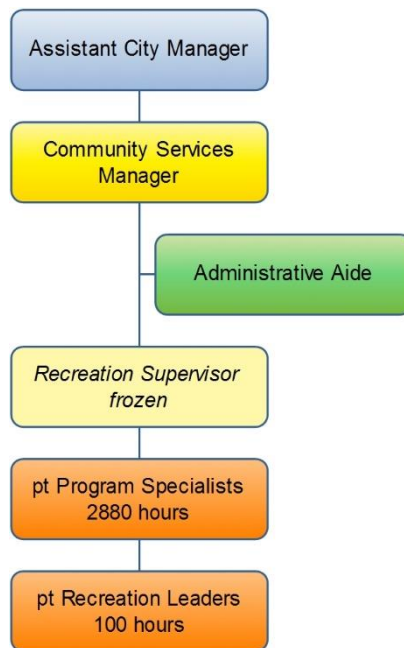 Assistant City Manager
Community Services
Manager
Administrative Aide
Recreation Supervisor
frozen
pt Program Specialists
2880 hours
pt Recreation Leaders
100 hours